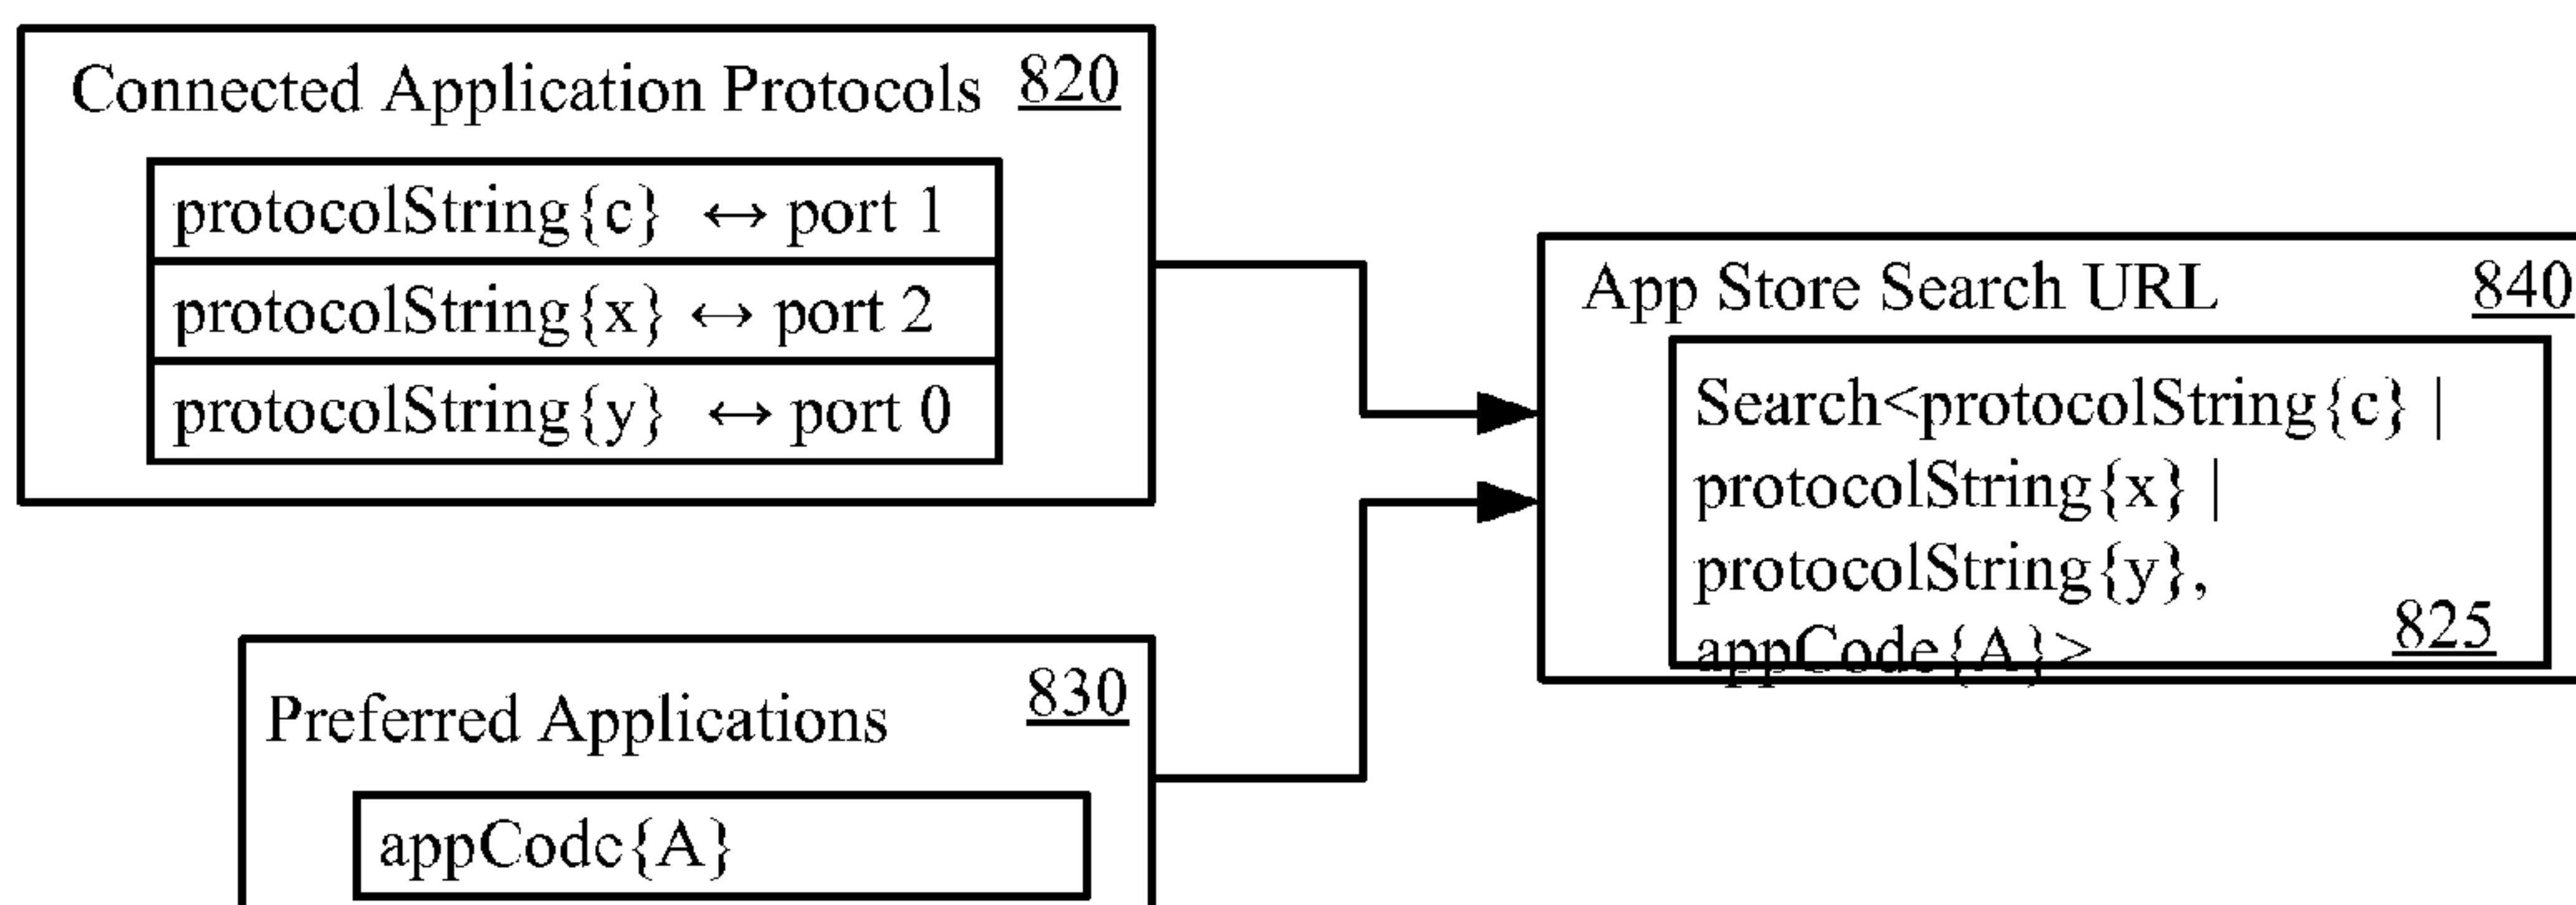 Connected Application Protocols 820
protocolString{c} ↔ port 1
protocolString{x} ↔ port 2
protocolString{y} ↔ port 0
App Store Search URL 840
Search<protocolString{c} |
protocolString{x} |
protocolString{y},
appCode{A}>
825
Preferred Applications 830
appCode{A}